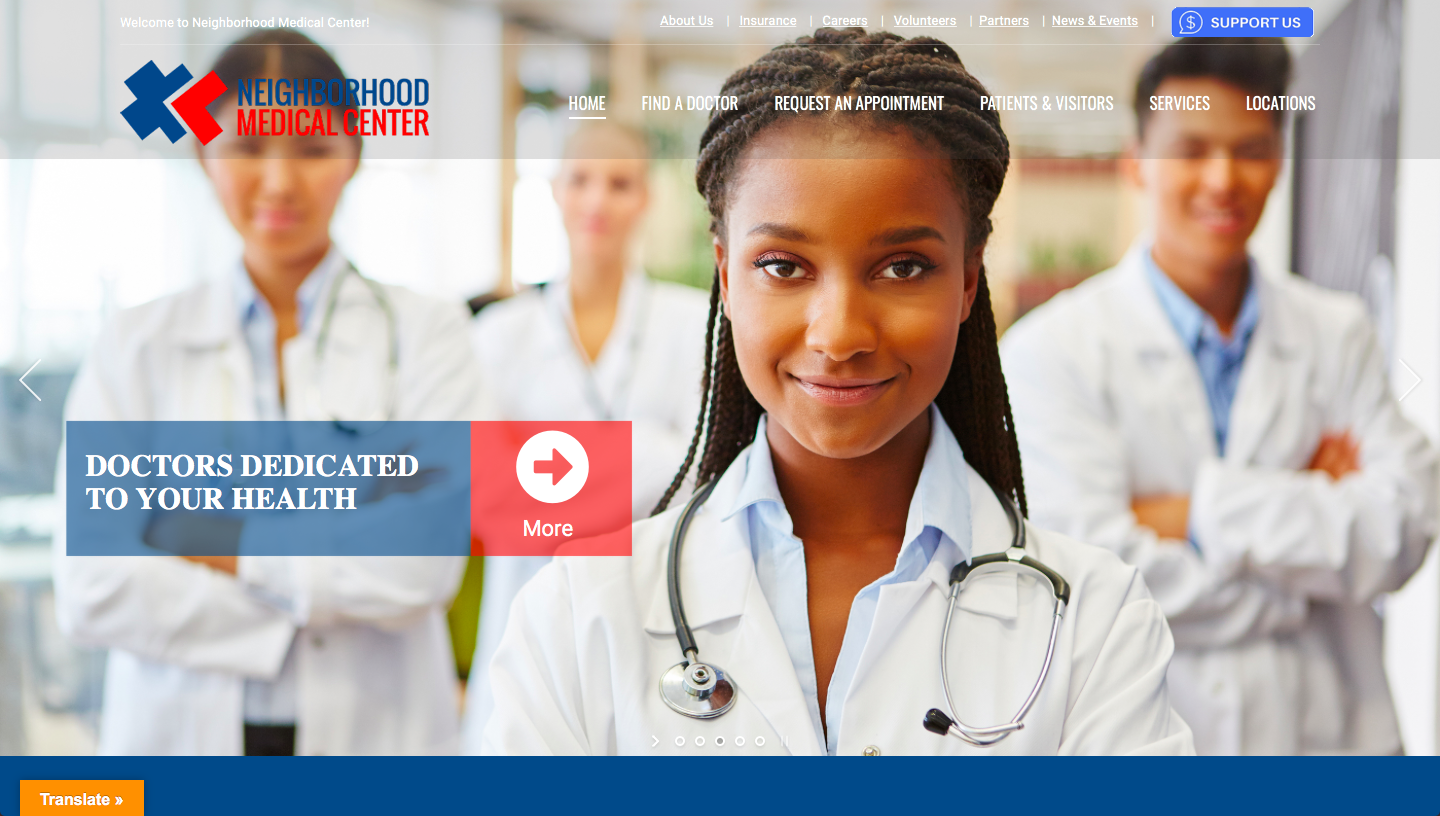 Welcome to Neighborhood Medical Center!
About Us | Insurance | Careers | Volunteers | Partners | News & Events | SUPPORT US
NEIGHBORHOOD
MEDICAL CENTER
HOME FIND A DOCTOR REQUEST AN APPOINTMENT PATIENTS & VISITORS SERVICES LOCATIONS
DOCTORS DEDICATED
TO YOUR HEALTH
More
Translate »